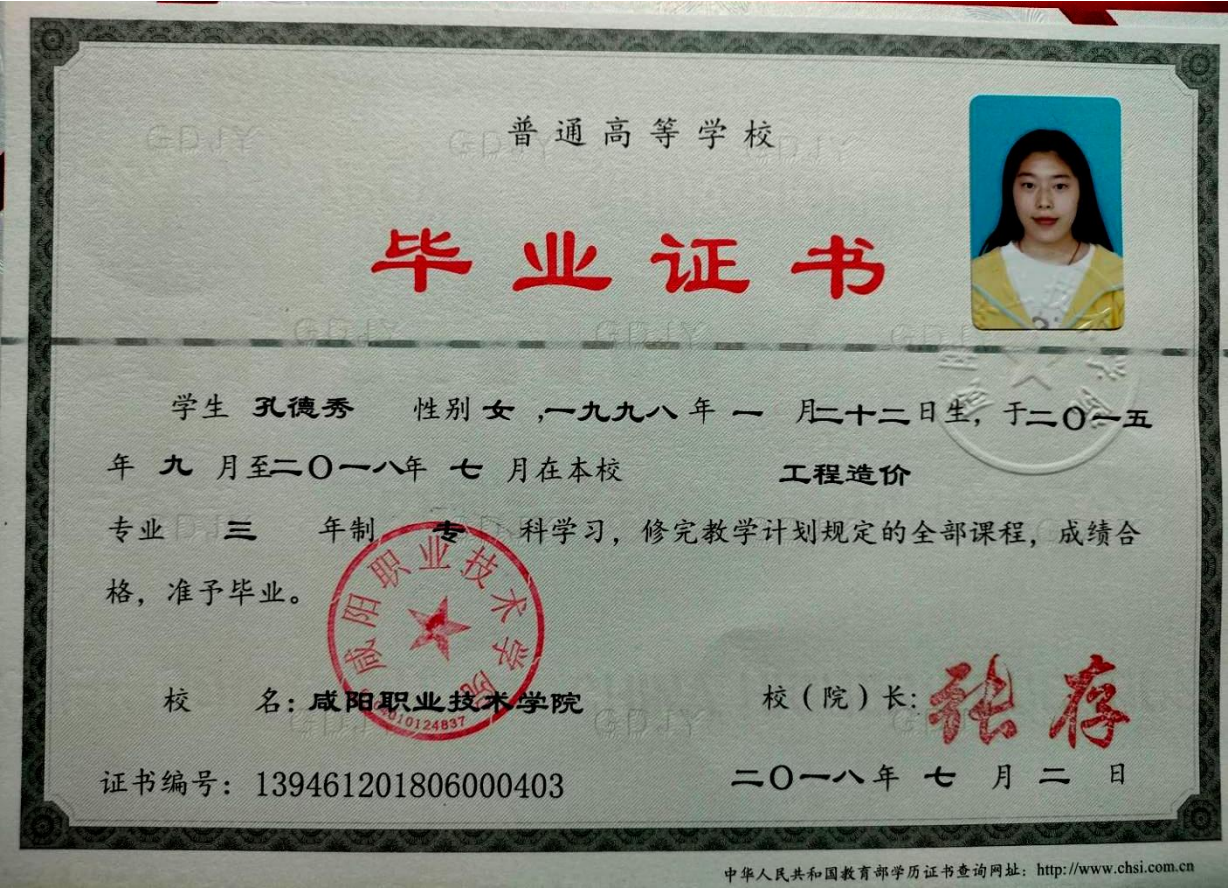 普通高等学校
毕业证书
学生 孔德秀 性别 女 ,一九九八 年 一 月二十二日生，于二〇一五
年 九 月至二〇一八年 七 月在本校 工程造价
专业 三 年制 专 科学习，修完教学计划规定的全部课程，成绩合
格，准予毕业。
咸阳职业技术学院
校 名：咸阳职业技术学院 校（院）长：张存
证书编号：139461201806000403 二〇一八年 七 月 二 日
中华人民共和国教育部学历证书查询网址：http://www.chsi.com.cn
GDJY